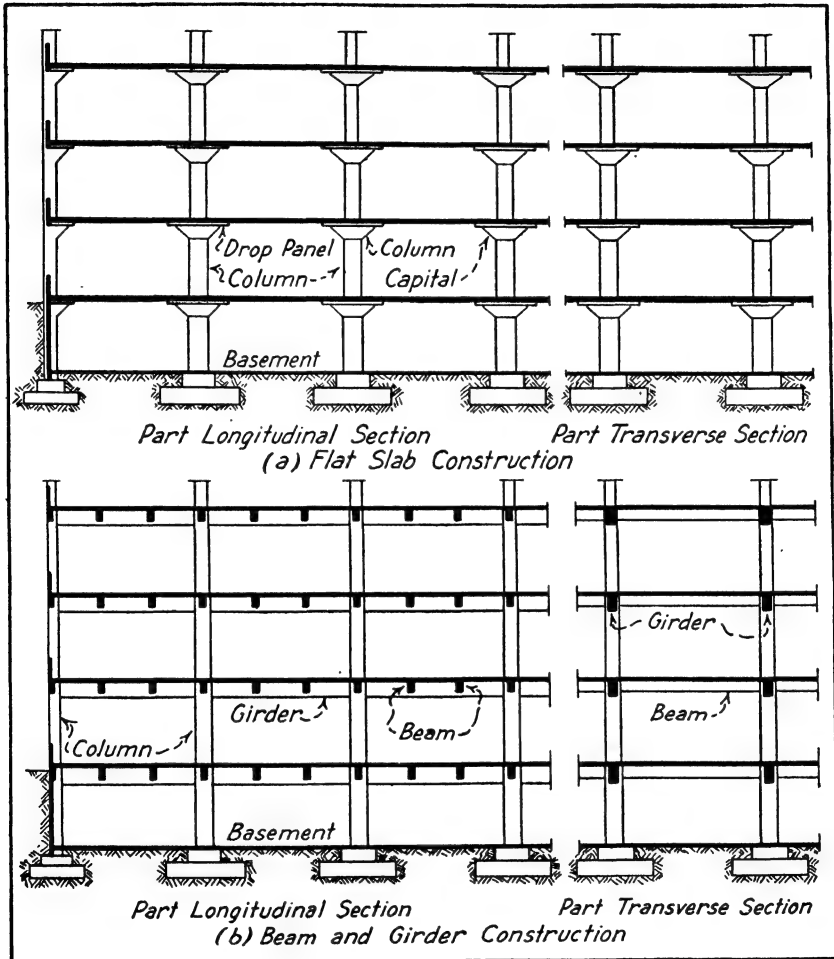 Drop Panel
Column
Column
Capital
Basement
Part Longitudinal Section
Part Transverse Section
(a) Flat Slab Construction
Girder
Girder
Beam
Beam
Column
Basement
Part Longitudinal Section
Part Transverse Section
(b) Beam and Girder Construction